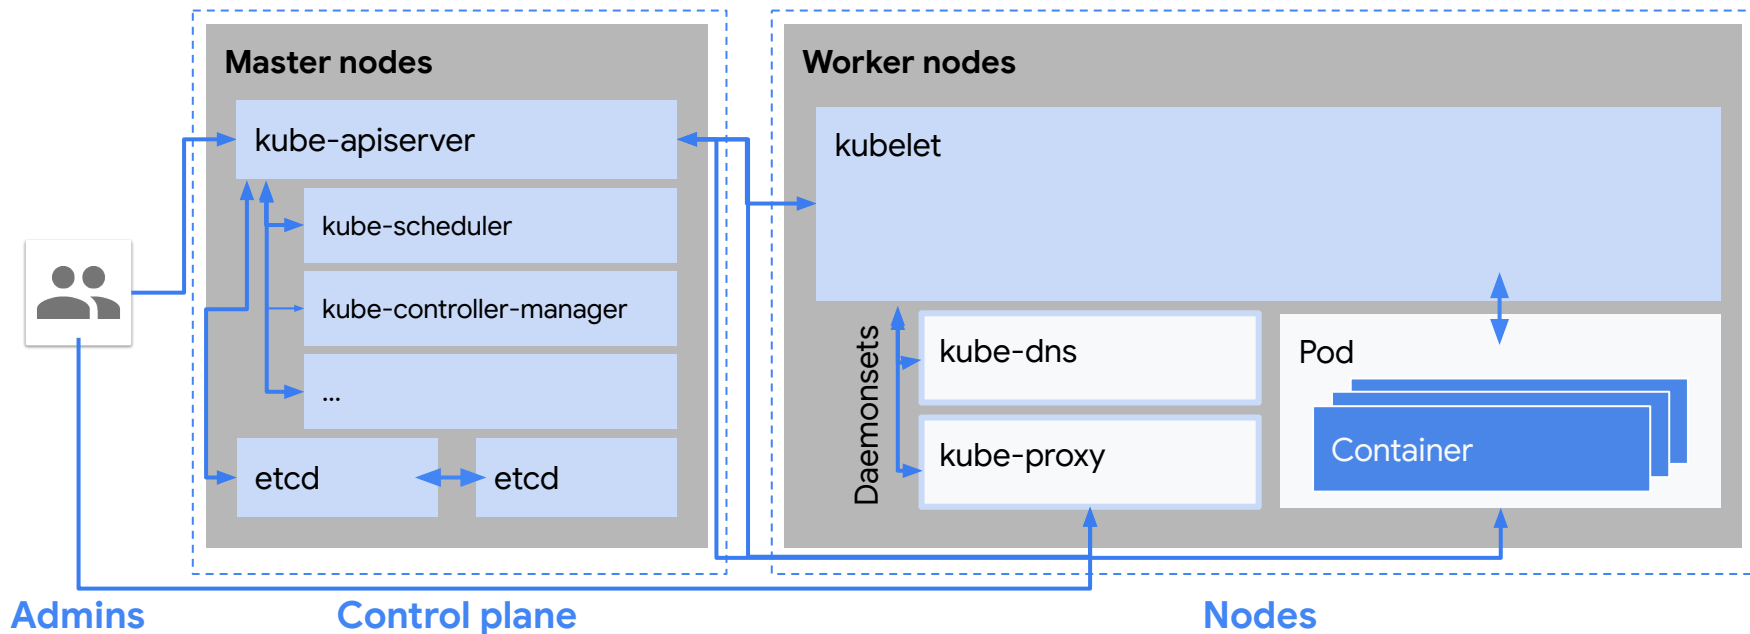 Master nodes
kube-apiserver
kube-scheduler
kube-controller-manager
...
etcd
etcd
Worker nodes
kubelet
Daemonsets
kube-dns
kube-proxy
Pod
Container
Admins
Control plane
Nodes